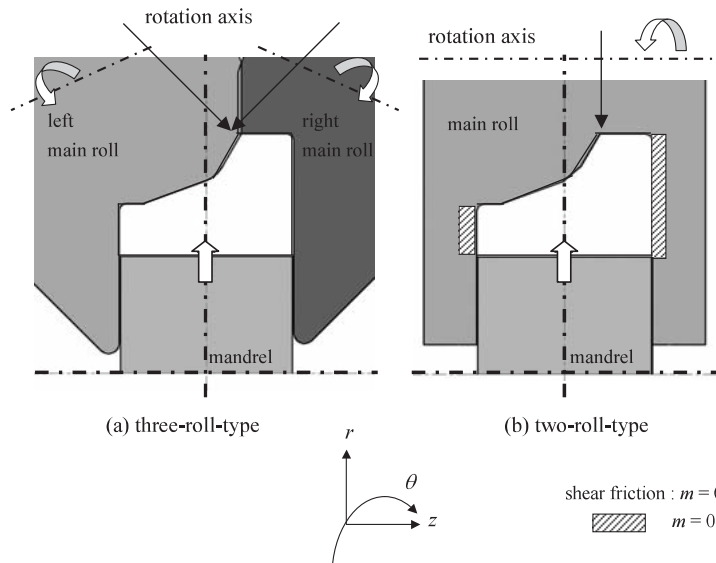 rotation axis
left
main roll
right
main roll
mandrel
(a) three-roll-type
rotation axis
main roll
mandrel
(b) two-roll-type
r
θ
z
shear friction : m =
m = 0